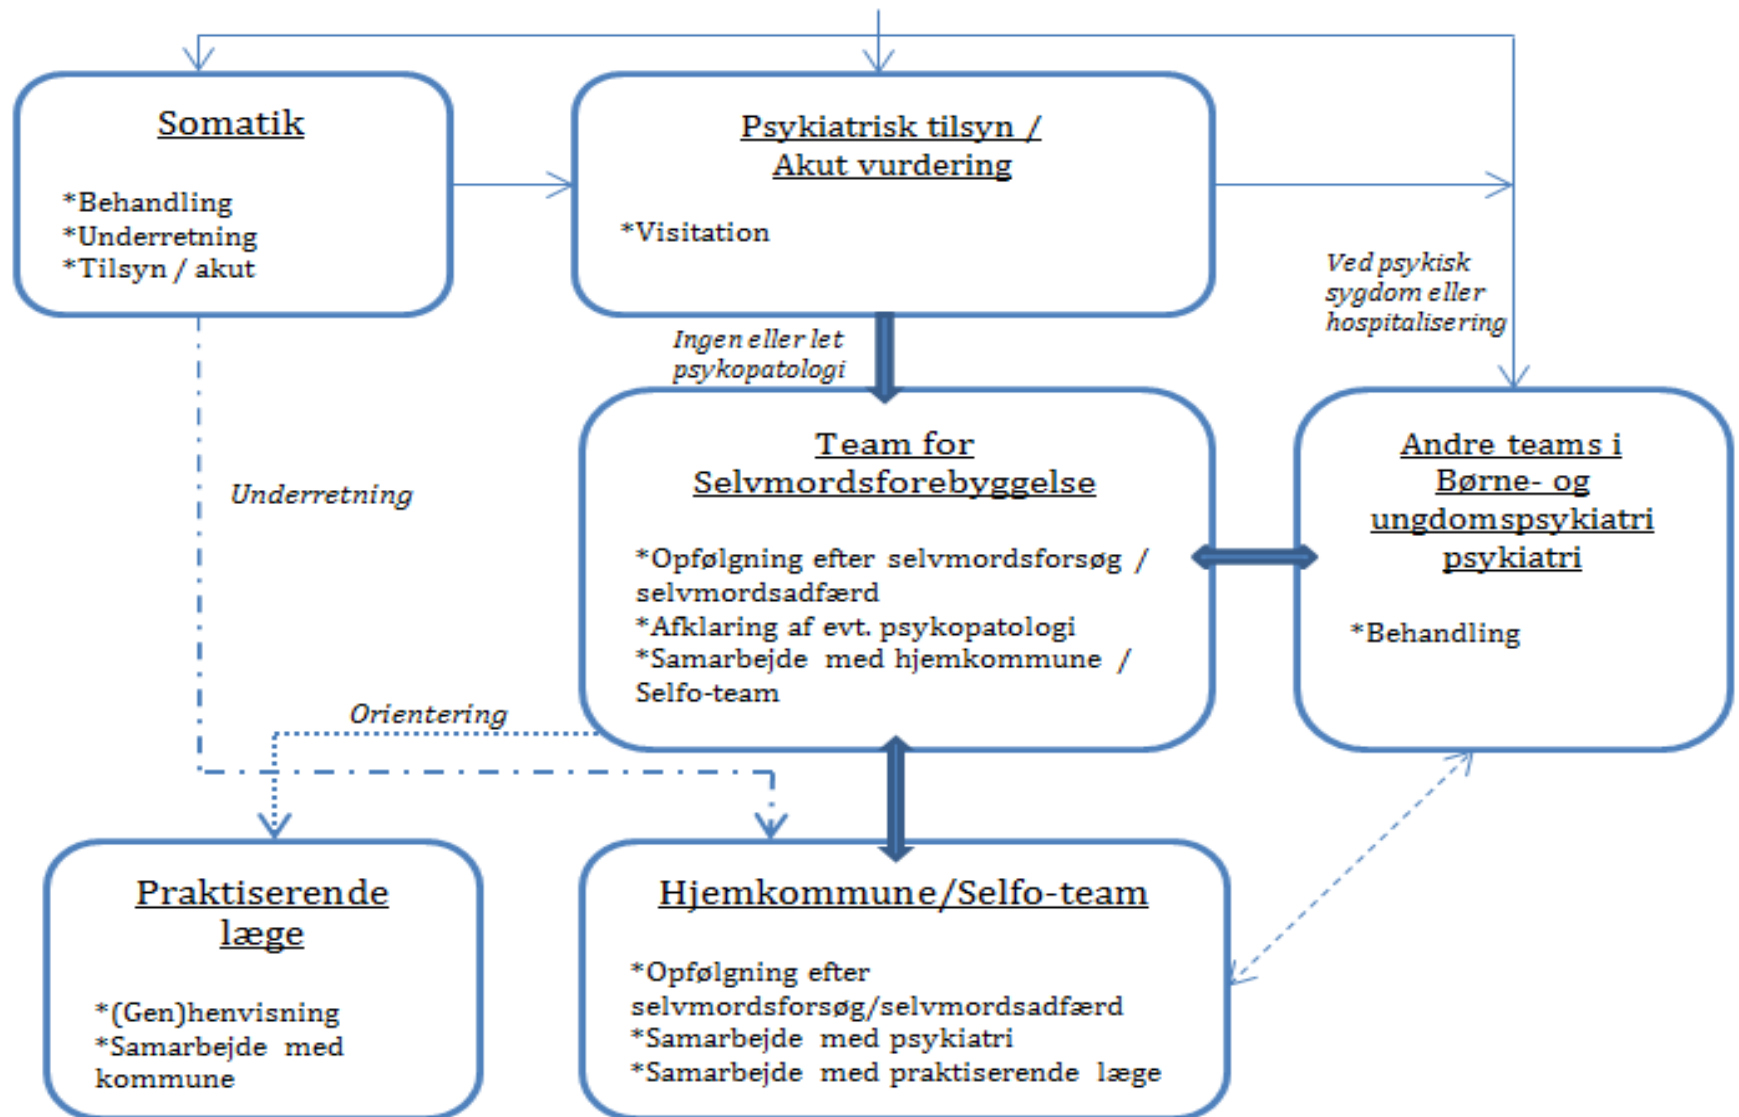 Somatik
*Behandling
*Underretning
*Tilsyn / akut
Psykiatrisk tilsyn /
Akut vurdering
*Visitation
Ved psykisk
sygdom eller
hospitalisering
Ingen eller let
psykopatologi
Team for
Selvmordsforebyggelse
*Opfølgning efter selvmordsforsøg /
selvmordsadfærd
*Afklaring af evt. psykopatologi
*Samarbejde med hjemkommune /
Selfo-team
Andre teams i
Børne- og
ungdomspsykiatri
psykiatri
*Behandling
Underretning
Orientering
Praktiserende
læge
*(Gen)henvisning
*Samarbejde med
kommune
Hjemkommune/Selfo-team
*Opfølgning efter
selvmordsforsøg/selvmordsadfærd
*Samarbejde med psykiatri
*Samarbejde med praktiserende læge